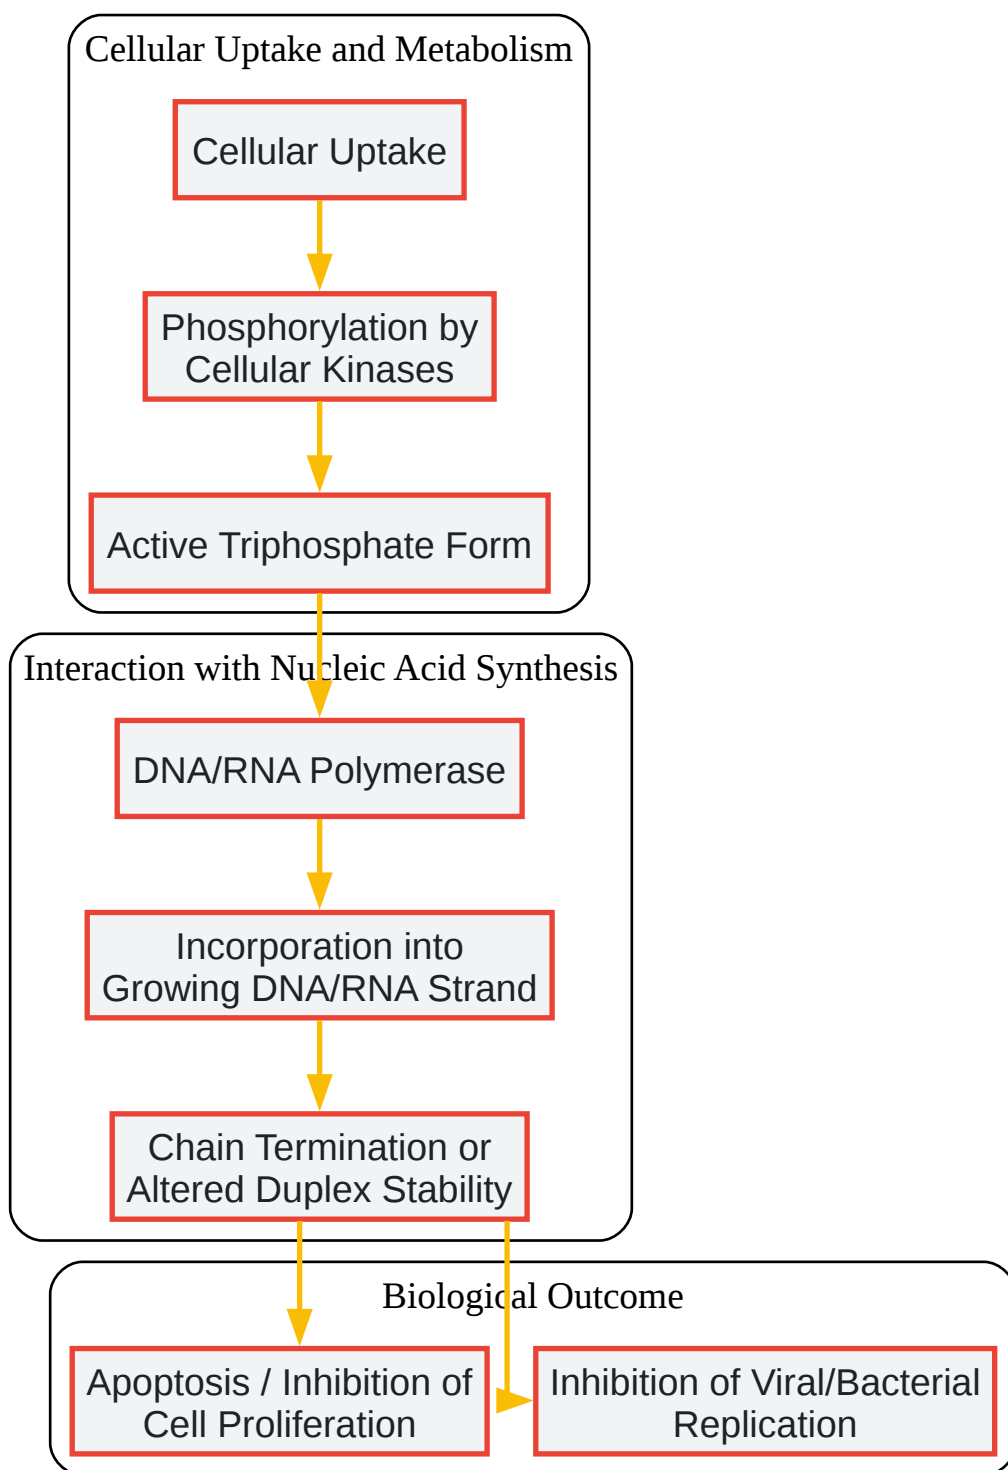 Cellular Uptake and Metabolism
Cellular Uptake
Phosphorylation by
Cellular Kinases
Active Triphosphate Form
Interaction with Nucleic Acid Synthesis
DNA/RNA Polymerase
Incorporation into
Growing DNA/RNA Strand
Chain Termination or
Altered Duplex Stability
Biological Outcome
Apoptosis / Inhibition of
Cell Proliferation
Inhibition of Viral/Bacterial
Replication